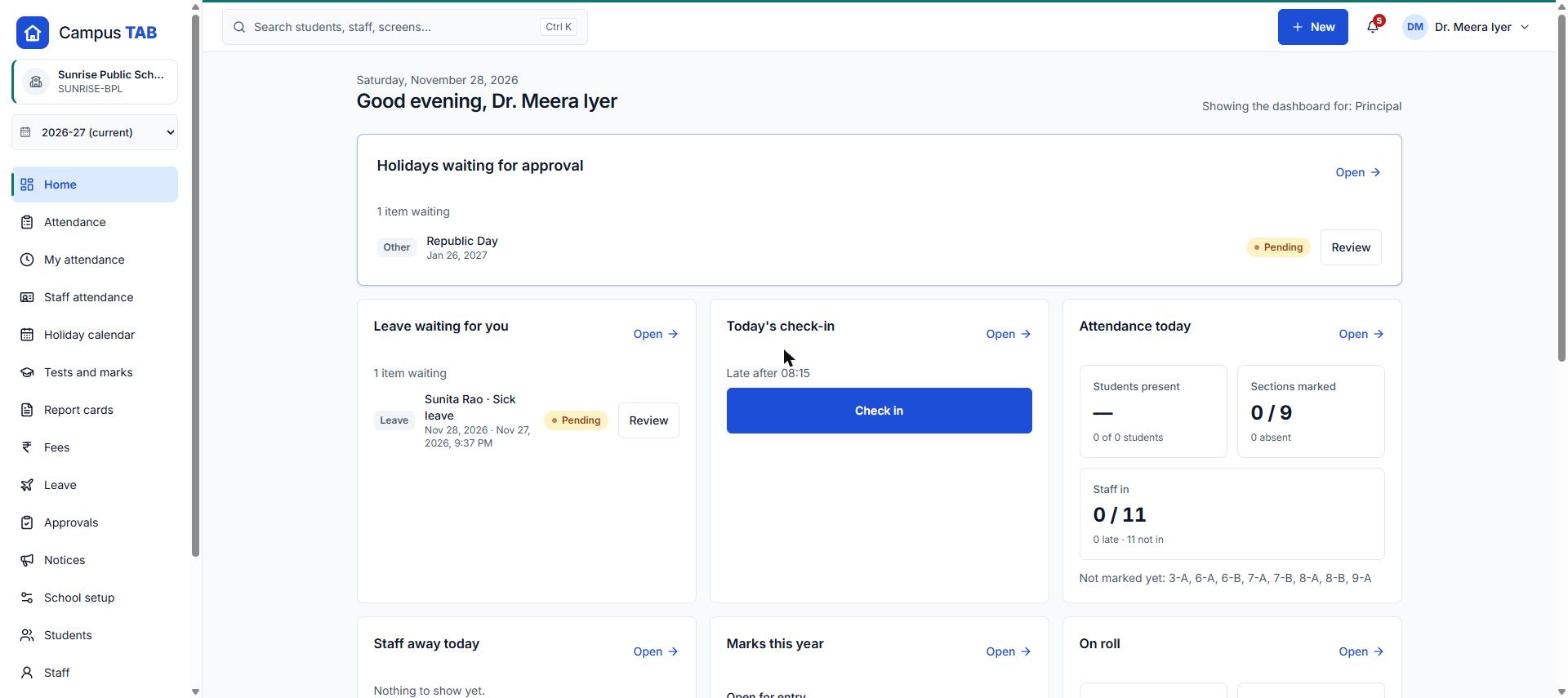 Campus TAB
Sunrise Public Sch...
SUNRISE-BPL
2026-27 (current)
Home
Attendance
My attendance
Staff attendance
Holiday calendar
Tests and marks
Report cards
Fees
Leave
Approvals
Notices
School setup
Students
Staff
Search students, staff, screens...
Ctrl K
+ New
5
DM
Dr. Meera Iyer
Saturday, November 28, 2026
Good evening, Dr. Meera Iyer
Showing the dashboard for: Principal
Holidays waiting for approval
Open →
1 item waiting
Other
Republic Day
Jan 26, 2027
Pending
Review
Leave waiting for you
Open →
1 item waiting
Leave
Sunita Rao · Sick
leave
Nov 28, 2026 · Nov 27,
2026, 9:37 PM
Pending
Review
Today's check-in
Open →
Late after 08:15
Check in
Attendance today
Open →
Students present
—
0 of 0 students
Sections marked
0 / 9
0 absent
Staff in
0 / 11
0 late · 11 not in
Not marked yet: 3-A, 6-A, 6-B, 7-A, 7-B, 8-A, 8-B, 9-A
Staff away today
Open →
Nothing to show yet.
Marks this year
Open →
Open for entry
On roll
Open →